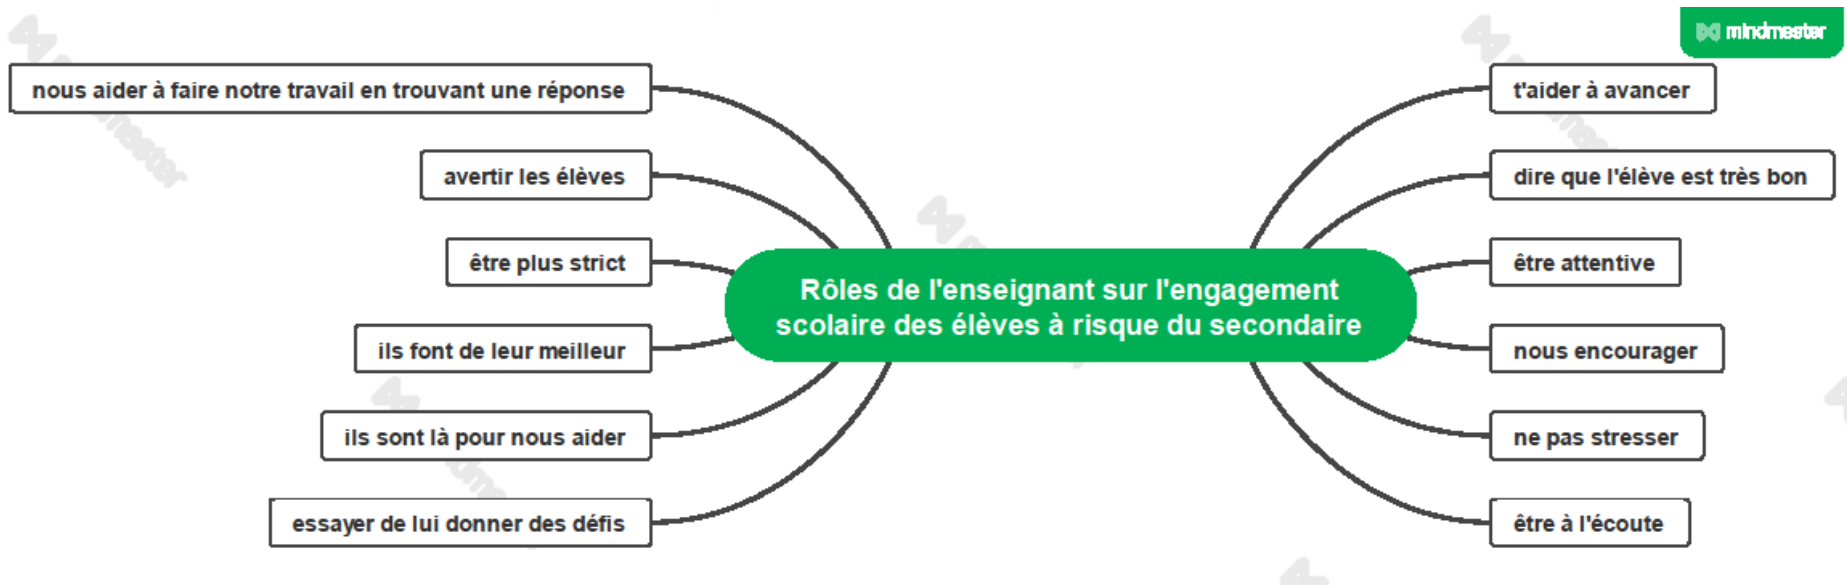 mindmester
nous aider à faire notre travail en trouvant une réponse
avertir les élèves
être plus strict
ils font de leur meilleur
ils sont là pour nous aider
essayer de lui donner des défis
Rôles de l'enseignant sur l'engagement
scolaire des élèves à risque du secondaire
t'aider à avancer
dire que l'élève est très bon
être attentive
nous encourager
ne pas stresser
être à l'écoute